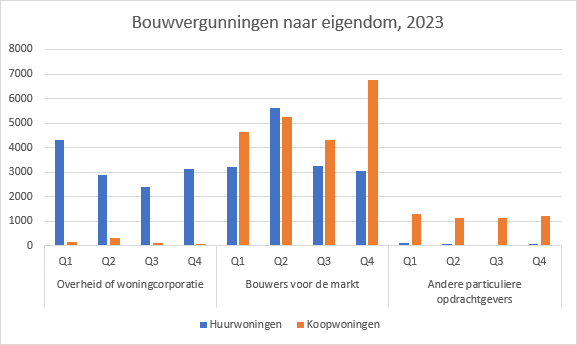 Bouwvergunningen naar eigendom, 2023
8000
7000
6000
5000
4000
3000
2000
1000
0
Q1 Q2 Q3 Q4 Q1 Q2 Q3 Q4 Q1 Q2 Q3 Q4
Overheid of woningcorporatie Bouwers voor de markt Andere particuliere
opdrachtgevers
Huurwoningen Koopwoningen